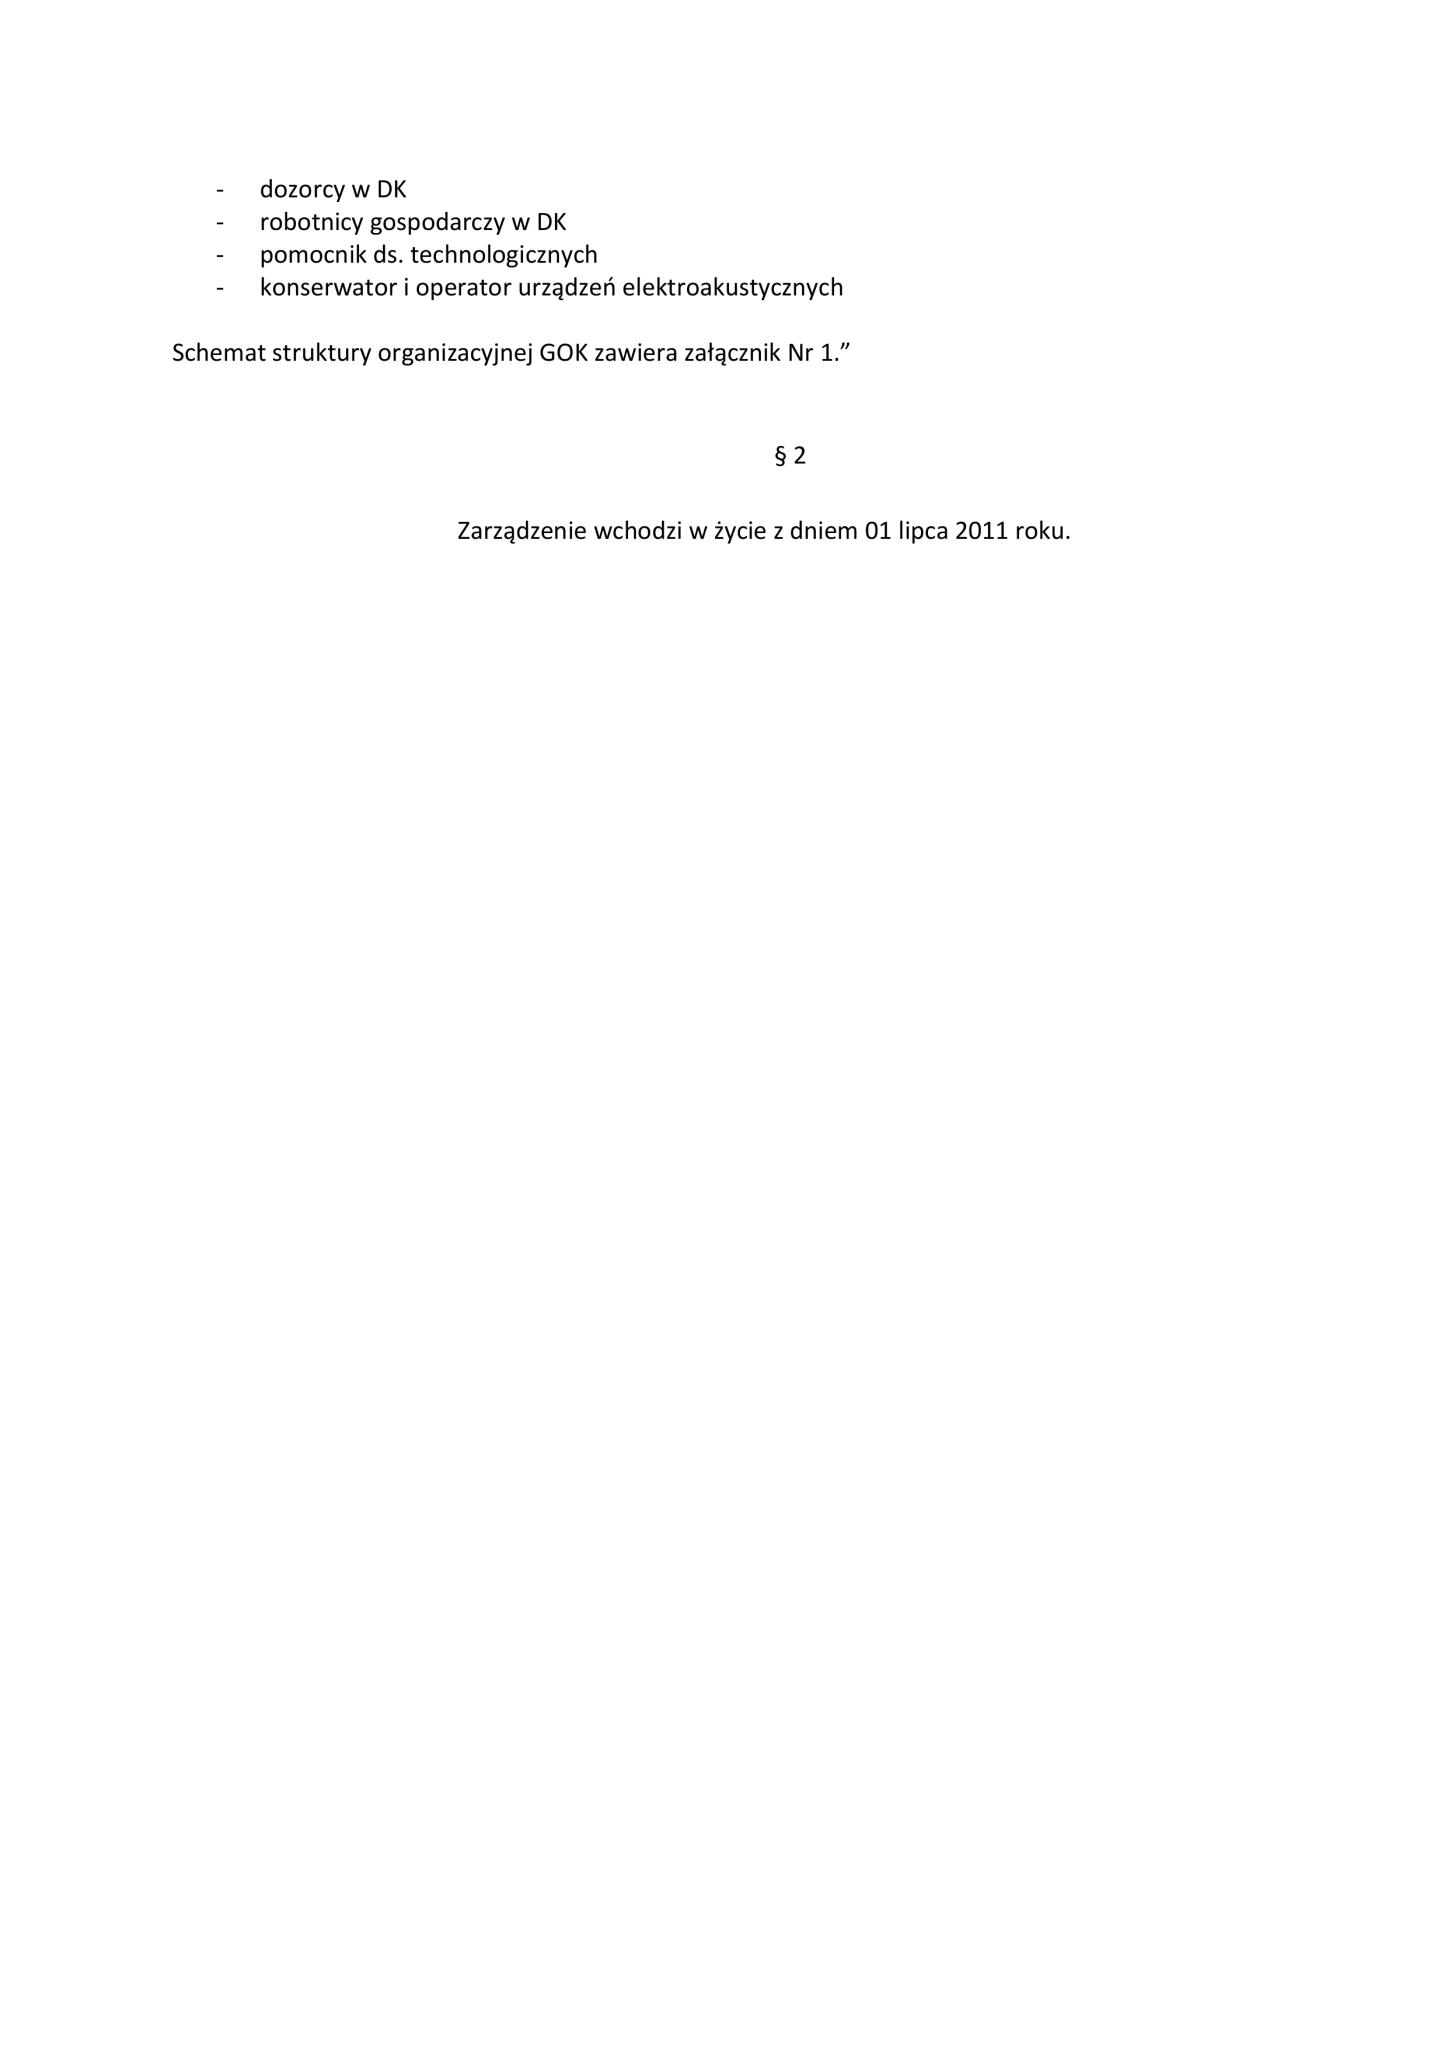 - dozorcy w DK
- robotnicy gospodarczy w DK
- pomocnik ds. technologicznych
- konserwator i operator urządzeń elektroakustycznych
Schemat struktury organizacyjnej GOK zawiera załącznik Nr 1.”
§ 2
Zarządzenie wchodzi w życie z dniem 01 lipca 2011 roku.